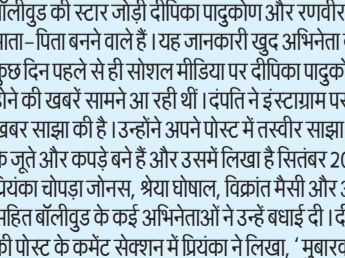 बॉलीवुड की स्टार जोड़ी दीपिका पादुकोण और रणवीर
माता-पिता बनने वाले हैं । यह जानकारी खुद अभिनेता
कुछ दिन पहले से ही सोशल मीडिया पर दीपिका पादुको
होने की खबरें सामने आ रही थीं । दंपति ने इंस्टाग्राम पर
खबर साझा की है । उन्होंने अपने पोस्ट में तस्वीर साझा
के जूते और कपड़े बने हैं और उसमें लिखा है सितंबर 20
प्रियंका चोपड़ा जोनस, श्रेया घोषाल, विक्रांत मैसी और
सहित बॉलीवुड के कई अभिनेताओं ने उन्हें बधाई दी । दी
की पोस्ट के कमेंट सेक्शन में प्रियंका ने लिखा, ‘ मुबारक